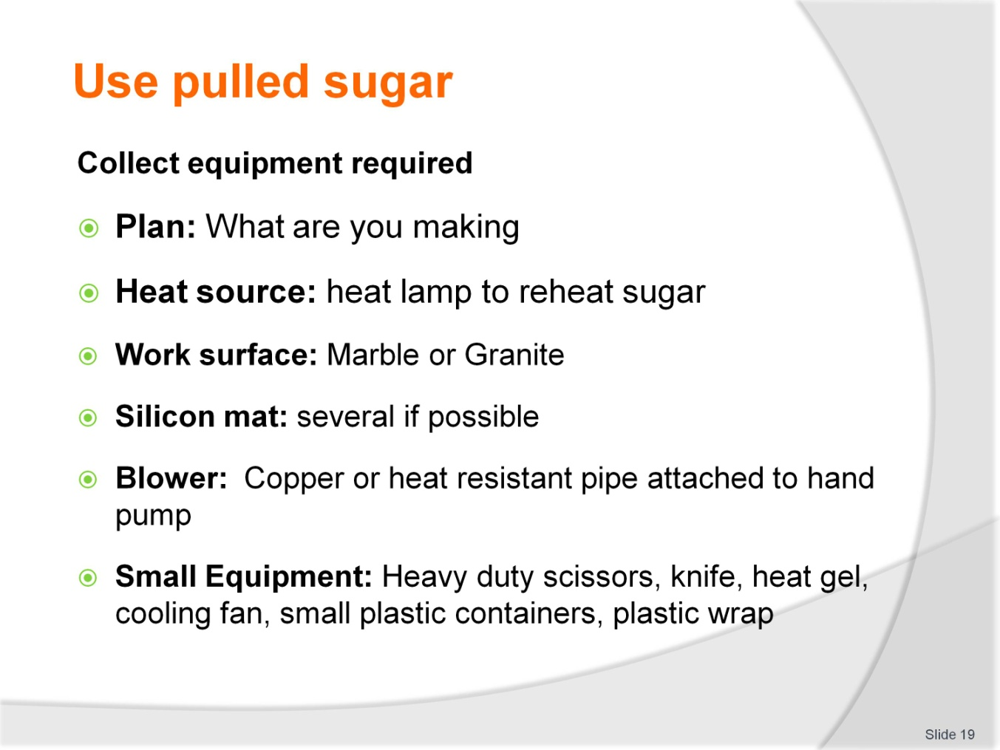 Use pulled sugar
Collect equipment required
Plan: What are you making
Heat source: heat lamp to reheat sugar
Work surface: Marble or Granite
Silicon mat: several if possible
Blower:  Copper or heat resistant pipe attached to hand
pump
Small Equipment: Heavy duty scissors, knife, heat gel,
cooling fan, small plastic containers, plastic wrap
Slide 19